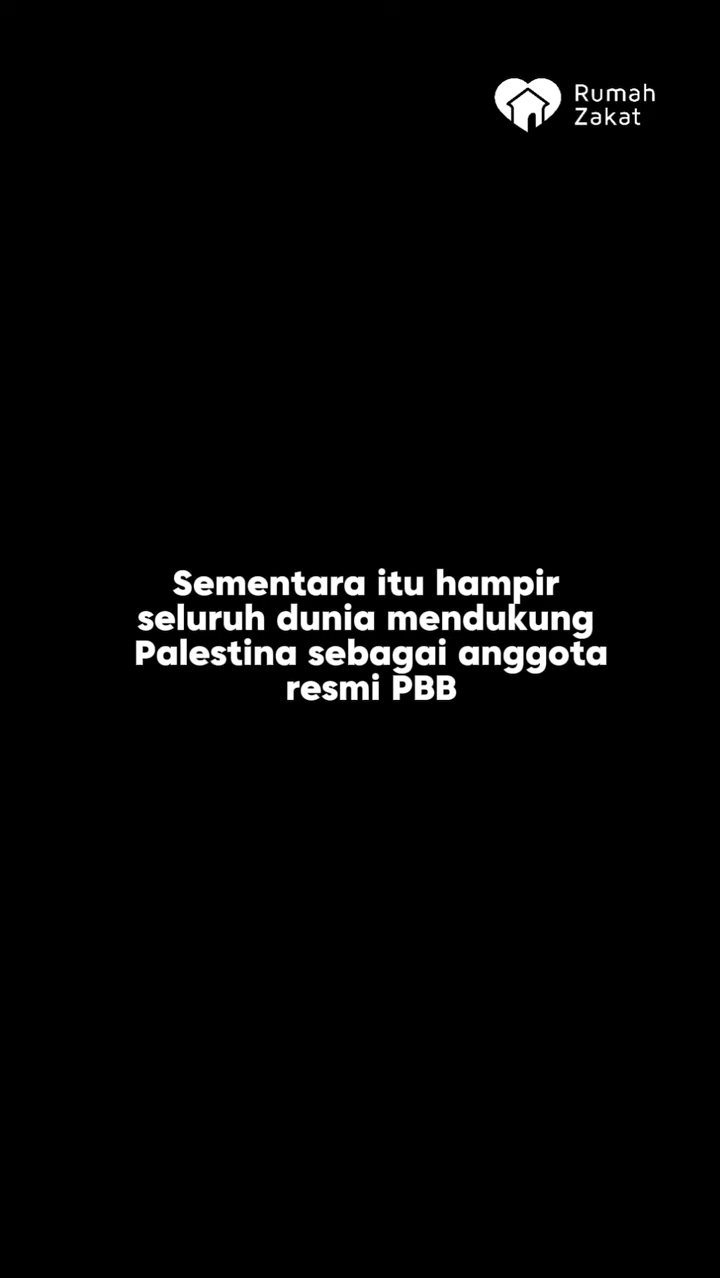 Rumah
Zakat
Sementara itu hampir
seluruh dunia mendukung
Palestina sebagai anggota
resmi PBB